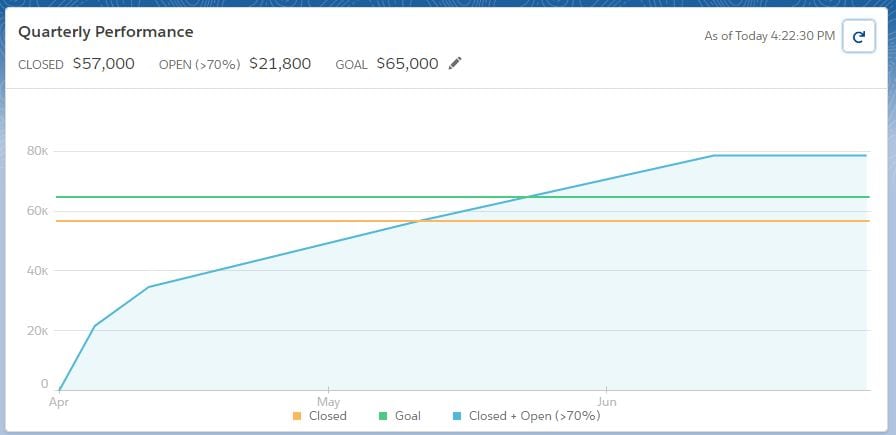 Quarterly Performance
As of Today 4:22:30 PM
CLOSED $57,000 OPEN (>70%) $21,800 GOAL $65,000
80K
60K
40K
20K
0
Apr May Jun
Closed Goal Closed + Open (>70%)